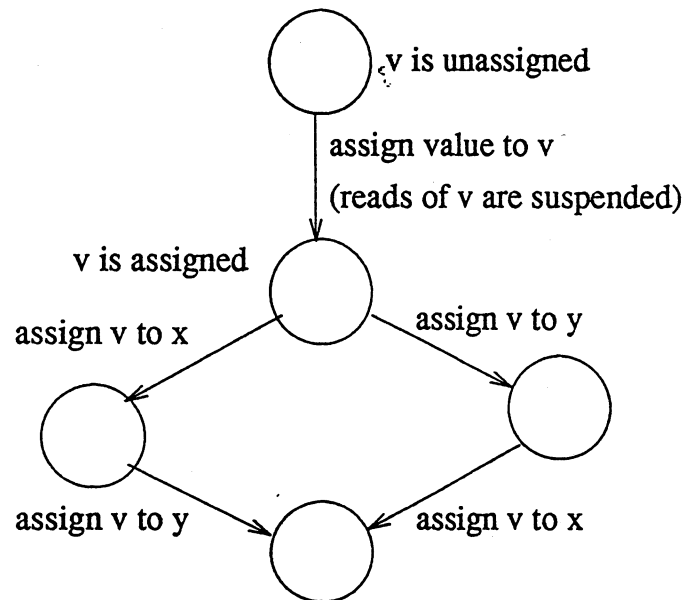 v is unassigned
assign value to v
(reads of v are suspended)
v is assigned
assign v to x
assign v to y
assign v to y
assign v to x